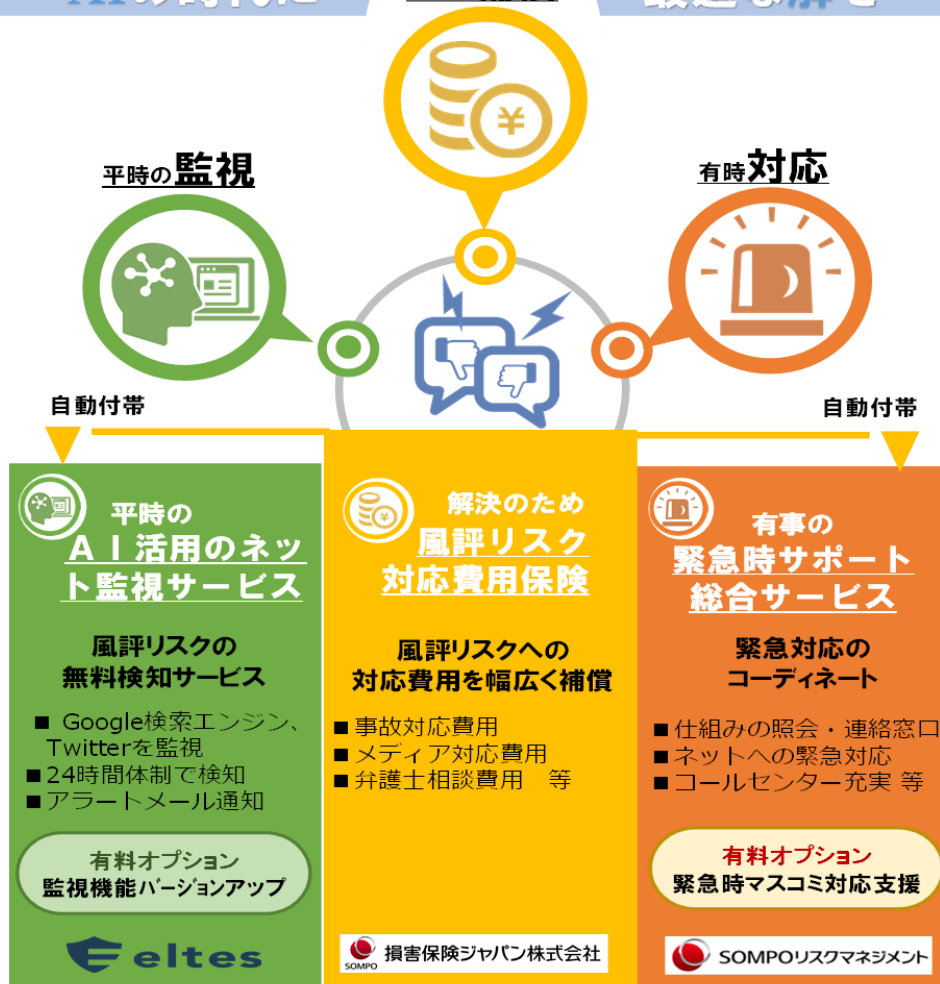 AIの時代に
最適な解を
平時の監視
有時対応
¥
自動付帯
自動付帯
平時の
ＡＩ活用のネッ
ト監視サービス
風評リスクの
無料検知サービス
■ Google検索エンジン、
Twitterを監視
■24時間体制で検知
■アラートメール通知
有料オプション
監視機能バージョンアップ
eltes
解決のため
風評リスク
対応費用保険
風評リスクへの
対応費用を幅広く補償
■事故対応費用
■メディア対応費用
■弁護士相談費用　等
SOMPO
損害保険ジャパン株式会社
有事の
緊急時サポート
総合サービス
緊急対応の
コーディネート
■仕組みの照会・連絡窓口
■ネットへの緊急対応
■コールセンター充実 等
有料オプション
緊急時マスコミ対応支援
SOMPOリスクマネジメント